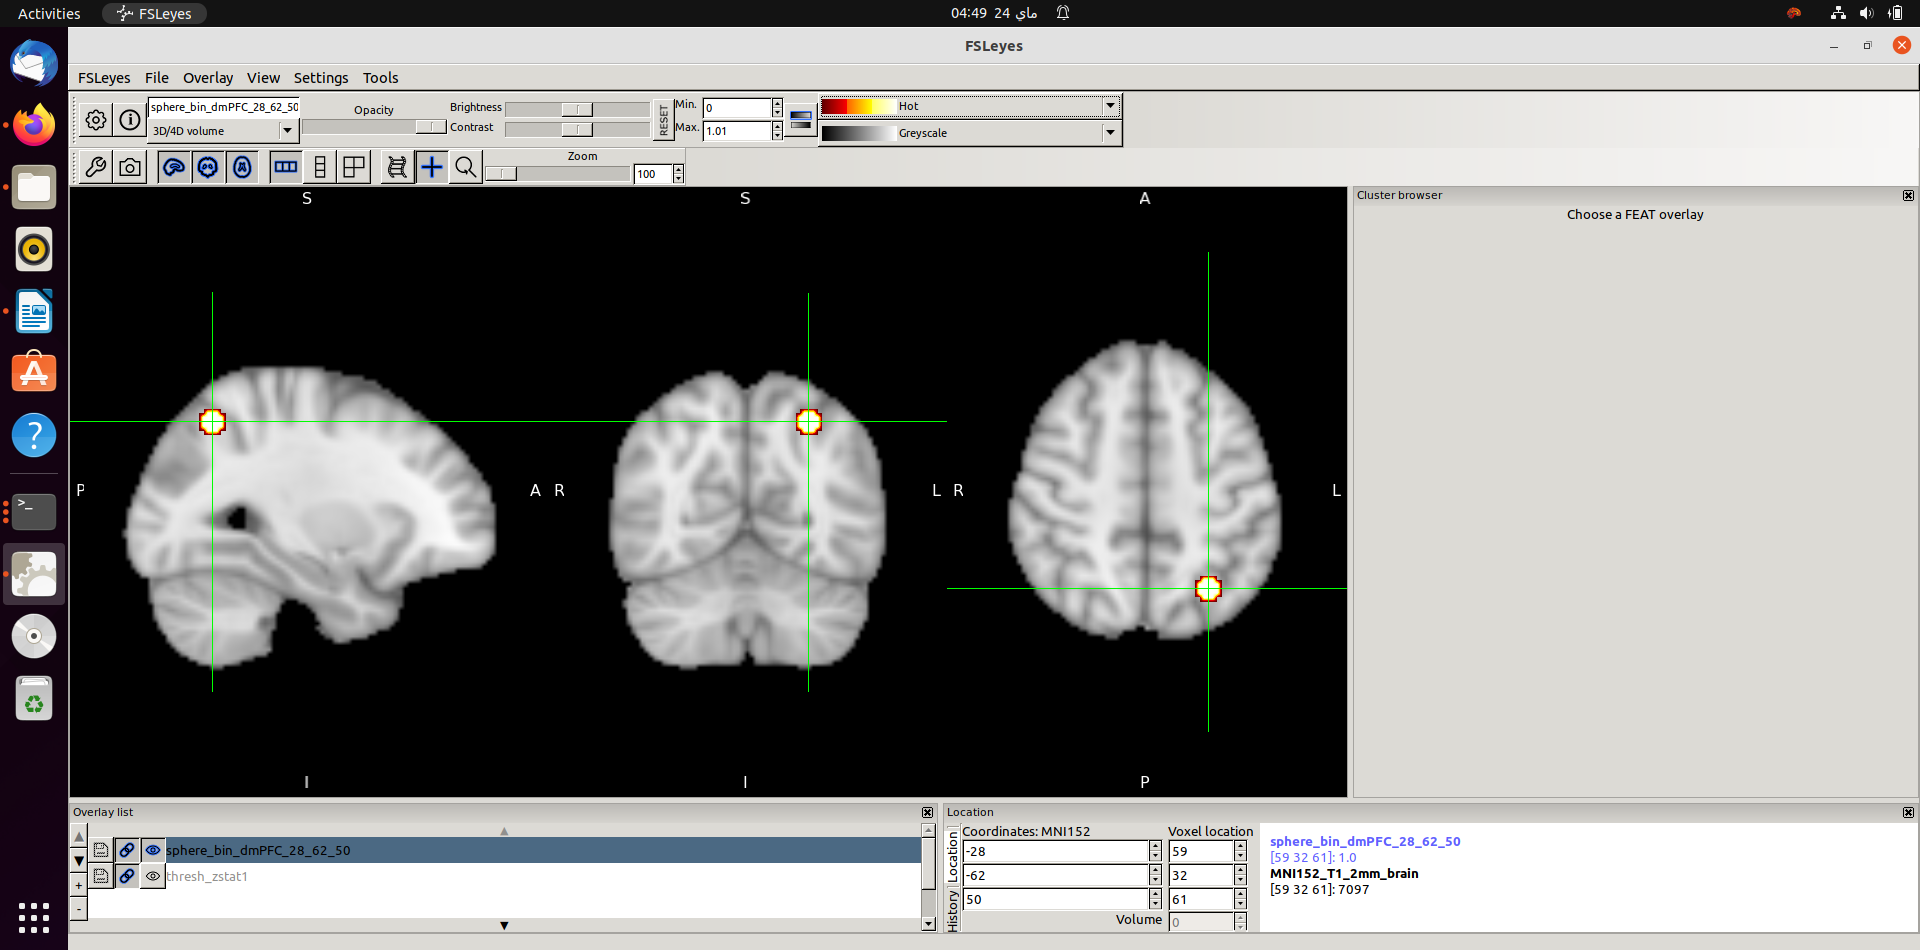 Activities
FSLeyes
04:49 24 ماي
FSLeyes
FSLeyes File Overlay View Settings Tools
sphere_bin_dmPFC_28_62_50
3D/4D volume
Opacity
Brightness
Contrast
RESET
Min. 0
Max. 1.01
Hot
Greyscale
Zoom
100
S S A
P A R L R L
I I P
Cluster browser
Choose a FEAT overlay
Overlay list
sphere_bin_dmPFC_28_62_50
thresh_zstat1
+
-
Location
Location
History
Coordinates: MNI152 Voxel location
-28 59
-62 32
50 61
Volume 0
sphere_bin_dmPFC_28_62_50
[59 32 61]: 1.0
MNI152_T1_2mm_brain
[59 32 61]: 7097